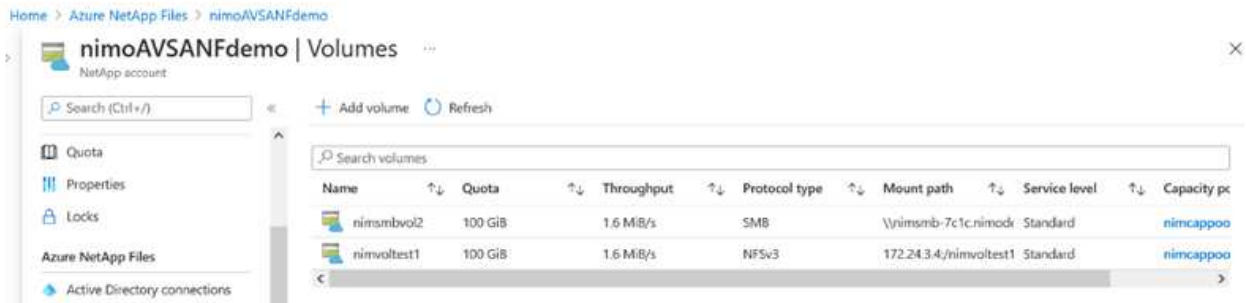 Home > Azure NetApp Files > nimoAVSANFdemo
nimoAVSANFdemo | Volumes ...
NetApp account
Search (Ctrl+/)
Add volume Refresh
Quota
Properties
Locks
Azure NetApp Files
Active Directory connections
Search volumes
Name Quota Throughput Protocol type Mount path Service level Capacity po
nimsmbvol2 100 GiB 1.6 MiB/s SMB \\nimsmb-7c1c.nimod Standard nimcappoo
nimvoltest1 100 GiB 1.6 MiB/s NFSv3 172.24.3.4:/nimvoltest1 Standard nimcappoo